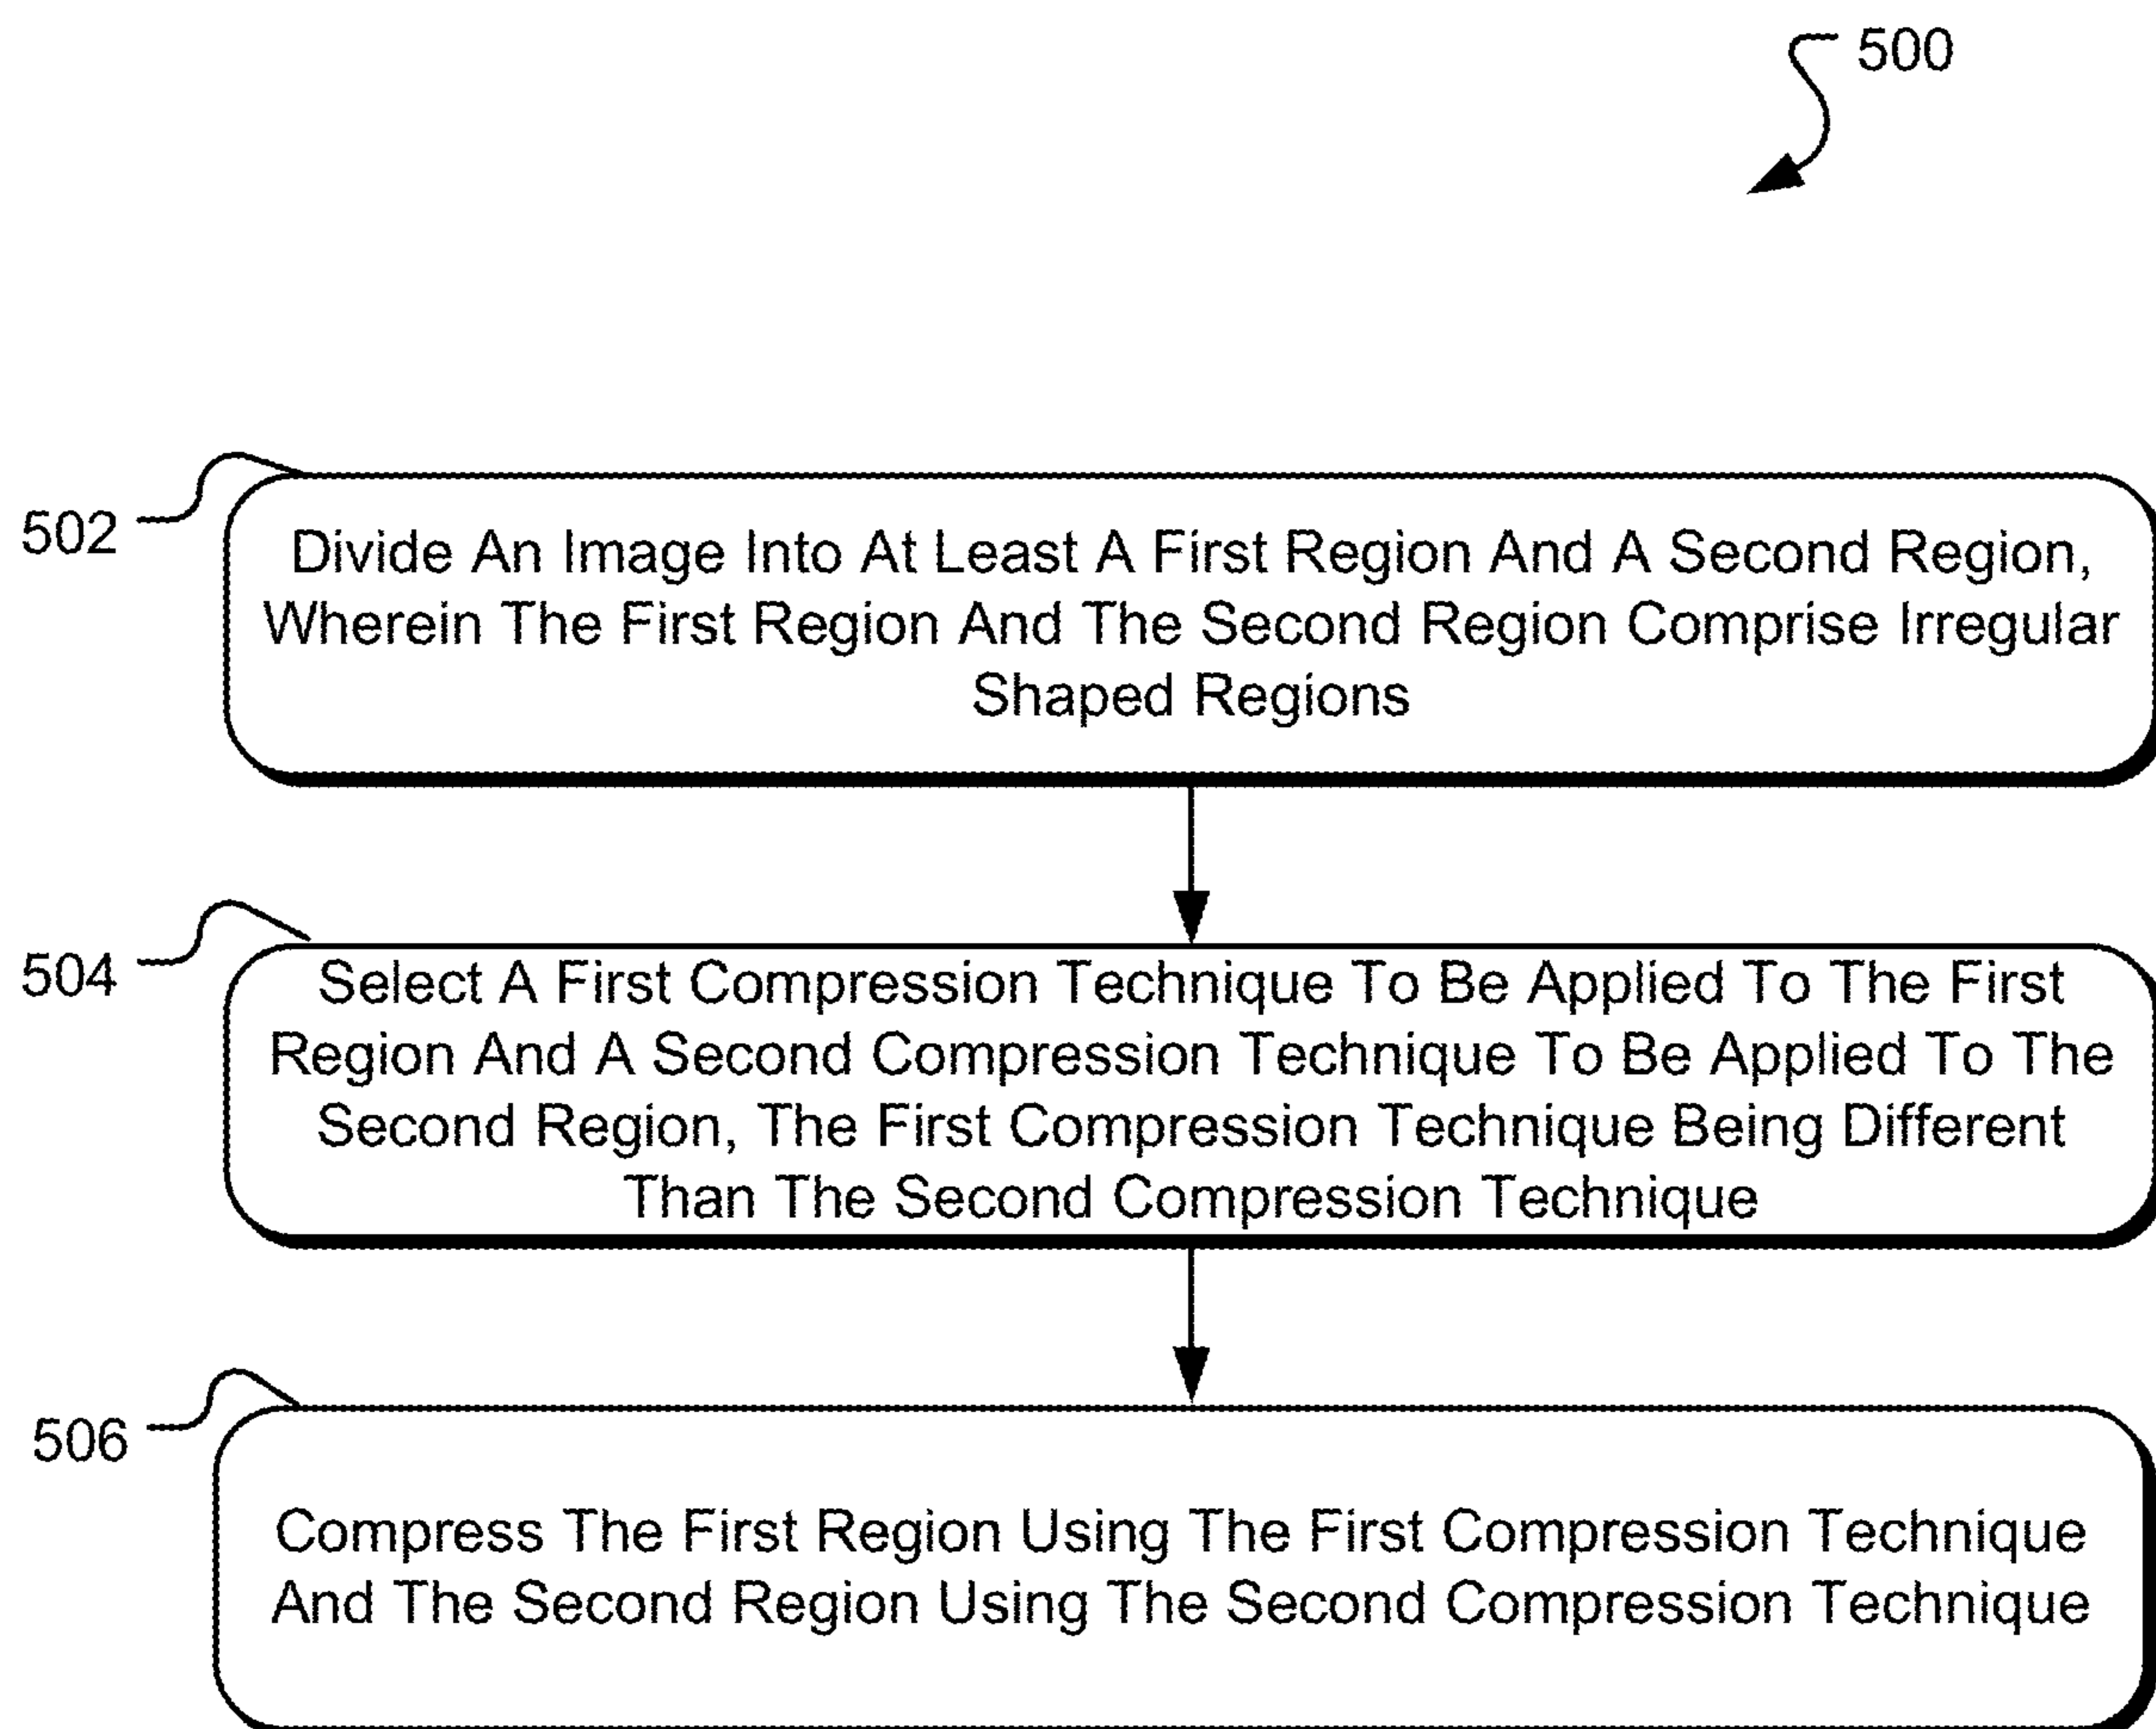 500
502
Divide An Image Into At Least A First Region And A Second Region,
Wherein The First Region And The Second Region Comprise Irregular
Shaped Regions
504
Select A First Compression Technique To Be Applied To The First
Region And A Second Compression Technique To Be Applied To The
Second Region, The First Compression Technique Being Different
Than The Second Compression Technique
506
Compress The First Region Using The First Compression Technique
And The Second Region Using The Second Compression Technique